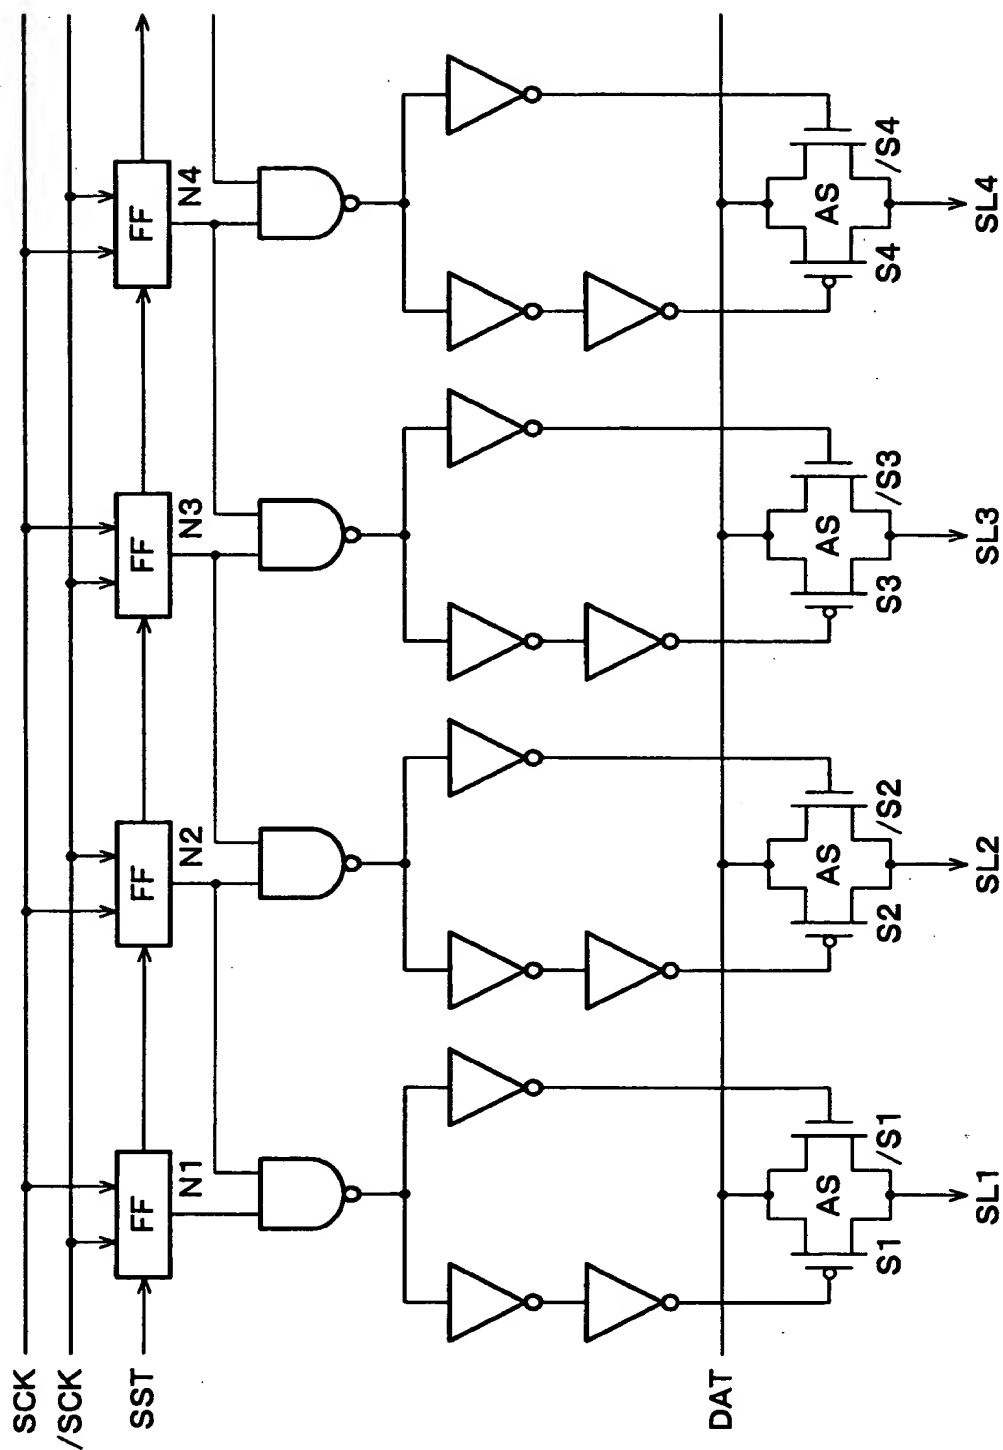 SCK
/SCK
SST
FF
FF
FF
FF
N1
N2
N3
N4
DAT
AS
AS
AS
AS
S1
/S1
S2
/S2
S3
/S3
S4
/S4
SL1
SL2
SL3
SL4